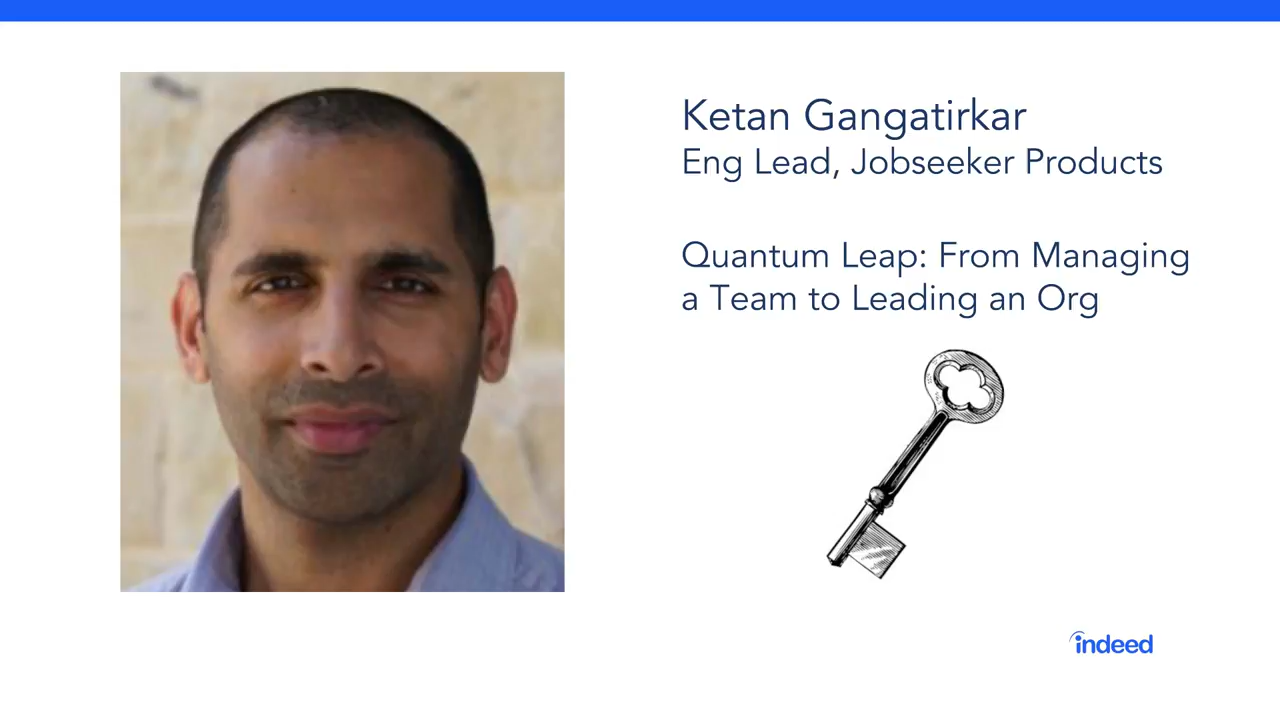 Ketan Gangatirkar
Eng Lead, Jobseeker Products
Quantum Leap: From Managing
a Team to Leading an Org
indeed